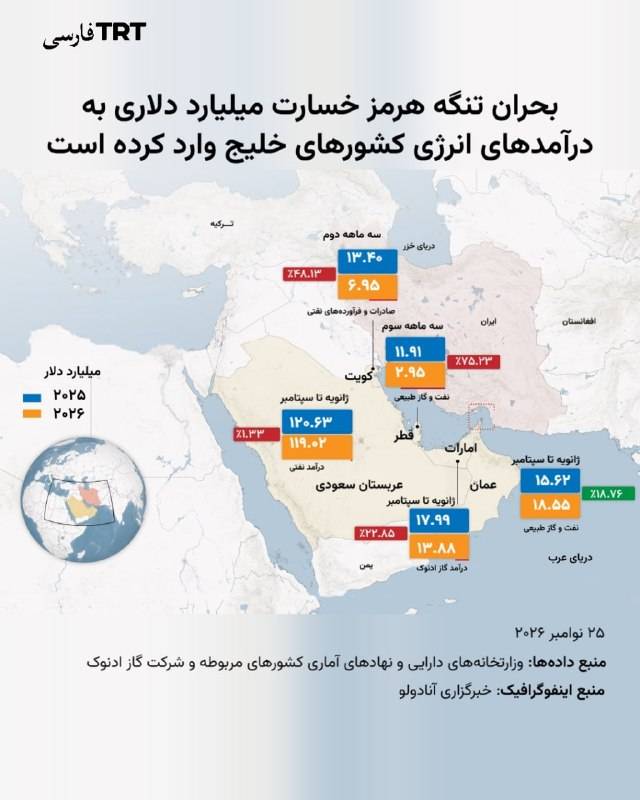 TRT فارسی
بحران تنگه هرمز خسارت میلیارد دلاری به
درآمدهای انرژی کشورهای خلیج وارد کرده است
ترکیه
دریای خزر
ایران
افغانستان
سه ماهه دوم
۱۳.۴۰
۶.۹۵
٪۴۸.۱۳
صادرات و فرآورده‌های نفتی
کویت
سه ماهه سوم
۱۱.۹۱
۲.۹۵
٪۷۵.۲۳
نفت و گاز طبیعی
قطر
میلیارد دلار
۲۰۲۵
۲۰۲۶
ژانویه تا سپتامبر
۱۲۰.۶۳
۱۱۹.۰۲
٪۱.۳۳
درآمد نفتی
عربستان سعودی
امارات
ژانویه تا سپتامبر
۱۷.۹۹
۱۳.۸۸
٪۲۲.۸۵
درآمد گاز ادنوک
عمان
ژانویه تا سپتامبر
۱۵.۶۲
۱۸.۵۵
٪۱۸.۷۶
نفت و گاز طبیعی
یمن
دریای عرب
۲۵ نوامبر ۲۰۲۶
منبع داده‌ها: وزارتخانه‌های دارایی و نهادهای آماری کشورهای مربوطه و شرکت گاز ادنوک
منبع اینفوگرافیک: خبرگزاری آنادولو